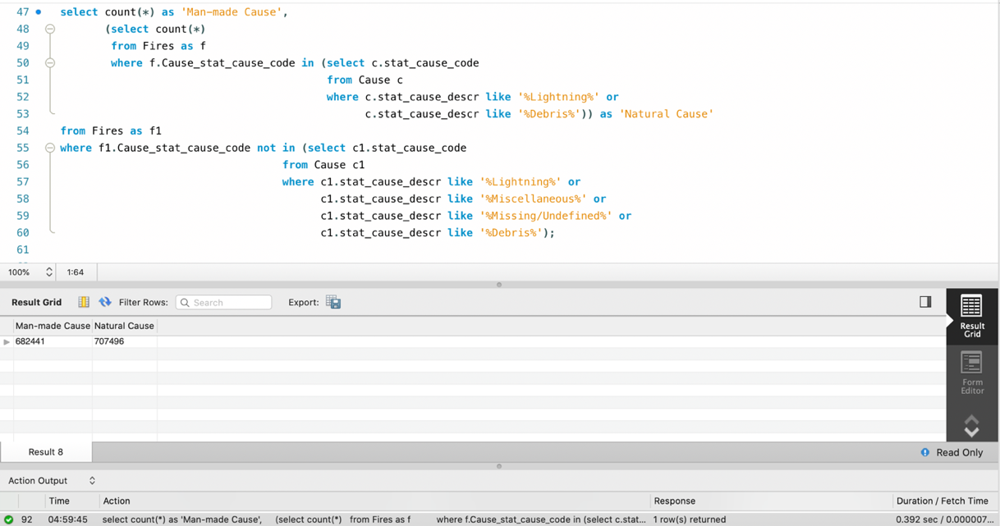 47 select count(*) as 'Man-made Cause',
48 (select count(*)
49 from Fires as f
50 where f.Cause_stat_cause_code in (select c.stat_cause_code
51 from Cause c
52 where c.stat_cause_descr like '%Lightning%' or
53 c.stat_cause_descr like '%Debris%')) as 'Natural Cause'
54 from Fires as f1
55 where f1.Cause_stat_cause_code not in (select c1.stat_cause_code
56 from Cause c1
57 where c1.stat_cause_descr like '%Lightning%' or
58 c1.stat_cause_descr like '%Miscellaneous%' or
59 c1.stat_cause_descr like '%Missing/Undefined%' or
60 c1.stat_cause_descr like '%Debris%');
61
100% 1:64
Result Grid Filter Rows: Search Export:
Man-made Cause Natural Cause
682441 707496
Result Grid
Form Editor
Result 8 Read Only
Action Output
Time Action Response Duration / Fetch Time
92 04:59:45 select count(*) as 'Man-made Cause', (select count(*) from Fires as f where f.Cause_stat_cause_code in (select c.stat... 1 row(s) returned 0.392 sec / 0.000007...